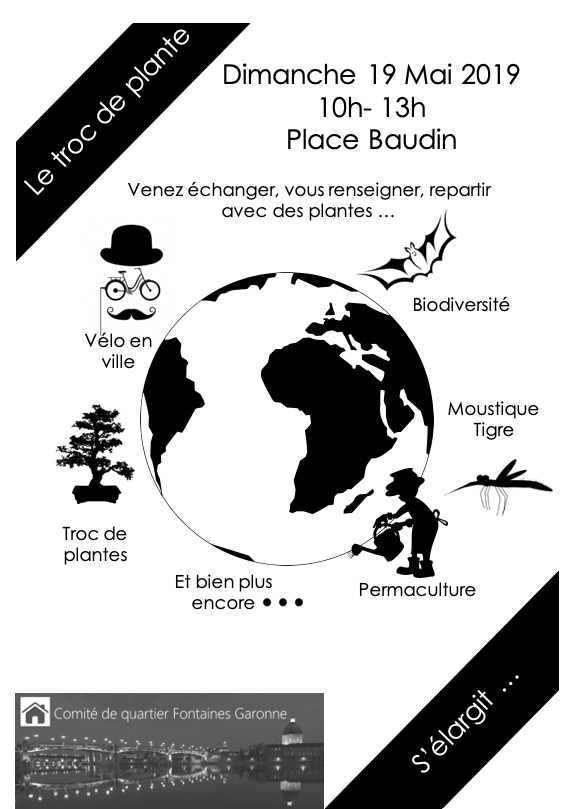 Le troc de plante
Dimanche 19 Mai 2019
10h- 13h
Place Baudin
Venez échanger, vous renseigner, repartir
avec des plantes ...
Biodiversité
Vélo en
ville
Moustique
Tigre
Troc de
plantes
Et bien plus
encore • • •
Permaculture
Comité de quartier Fontaines Garonne
S'élargit ...